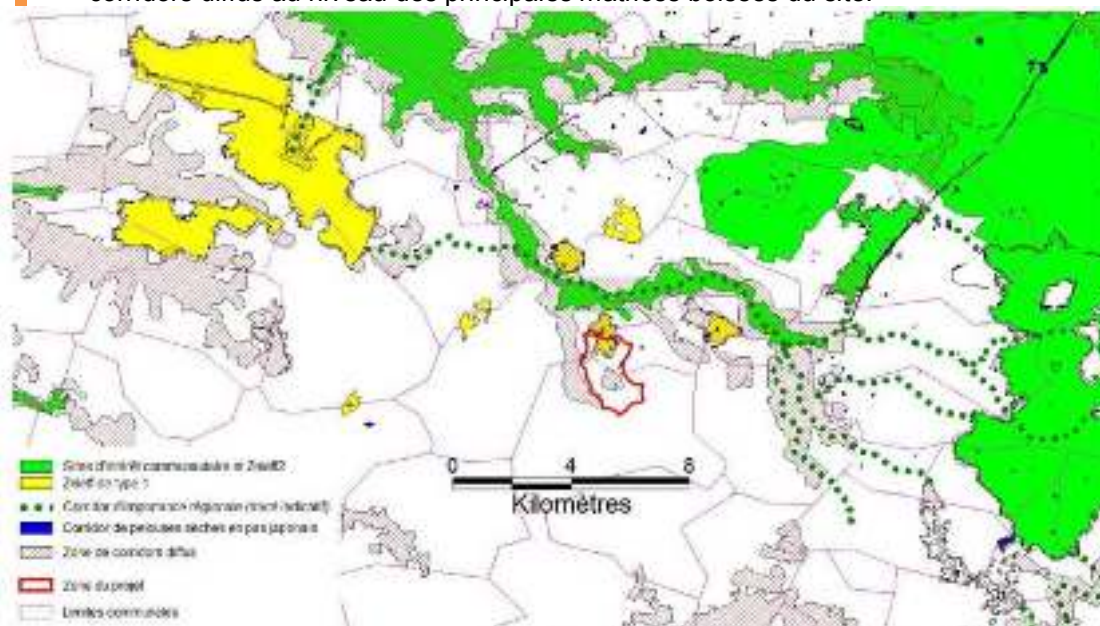 corridors diffus au niveau des principales matrices boisées du site.
0 4 8
Kilomètres
Sites d'intérêt communautaire et Znieff2
Znieff de type 1
Corridor d'importance régionale (tracé indicatif)
Corridor de pelouses sèches en pas japonais
Zone de corridors diffus
Zone du projet
Limites communales